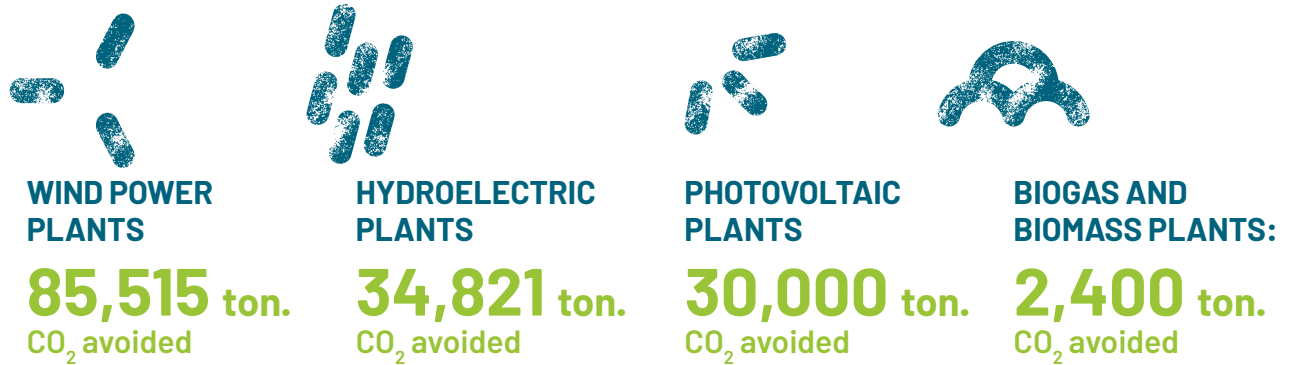 WIND POWER
PLANTS
85,515 ton.
CO2 avoided
HYDROELECTRIC
PLANTS
34,821 ton.
CO2 avoided
PHOTOVOLTAIC
PLANTS
30,000 ton.
CO2 avoided
BIOGAS AND
BIOMASS PLANTS:
2,400 ton.
CO2 avoided